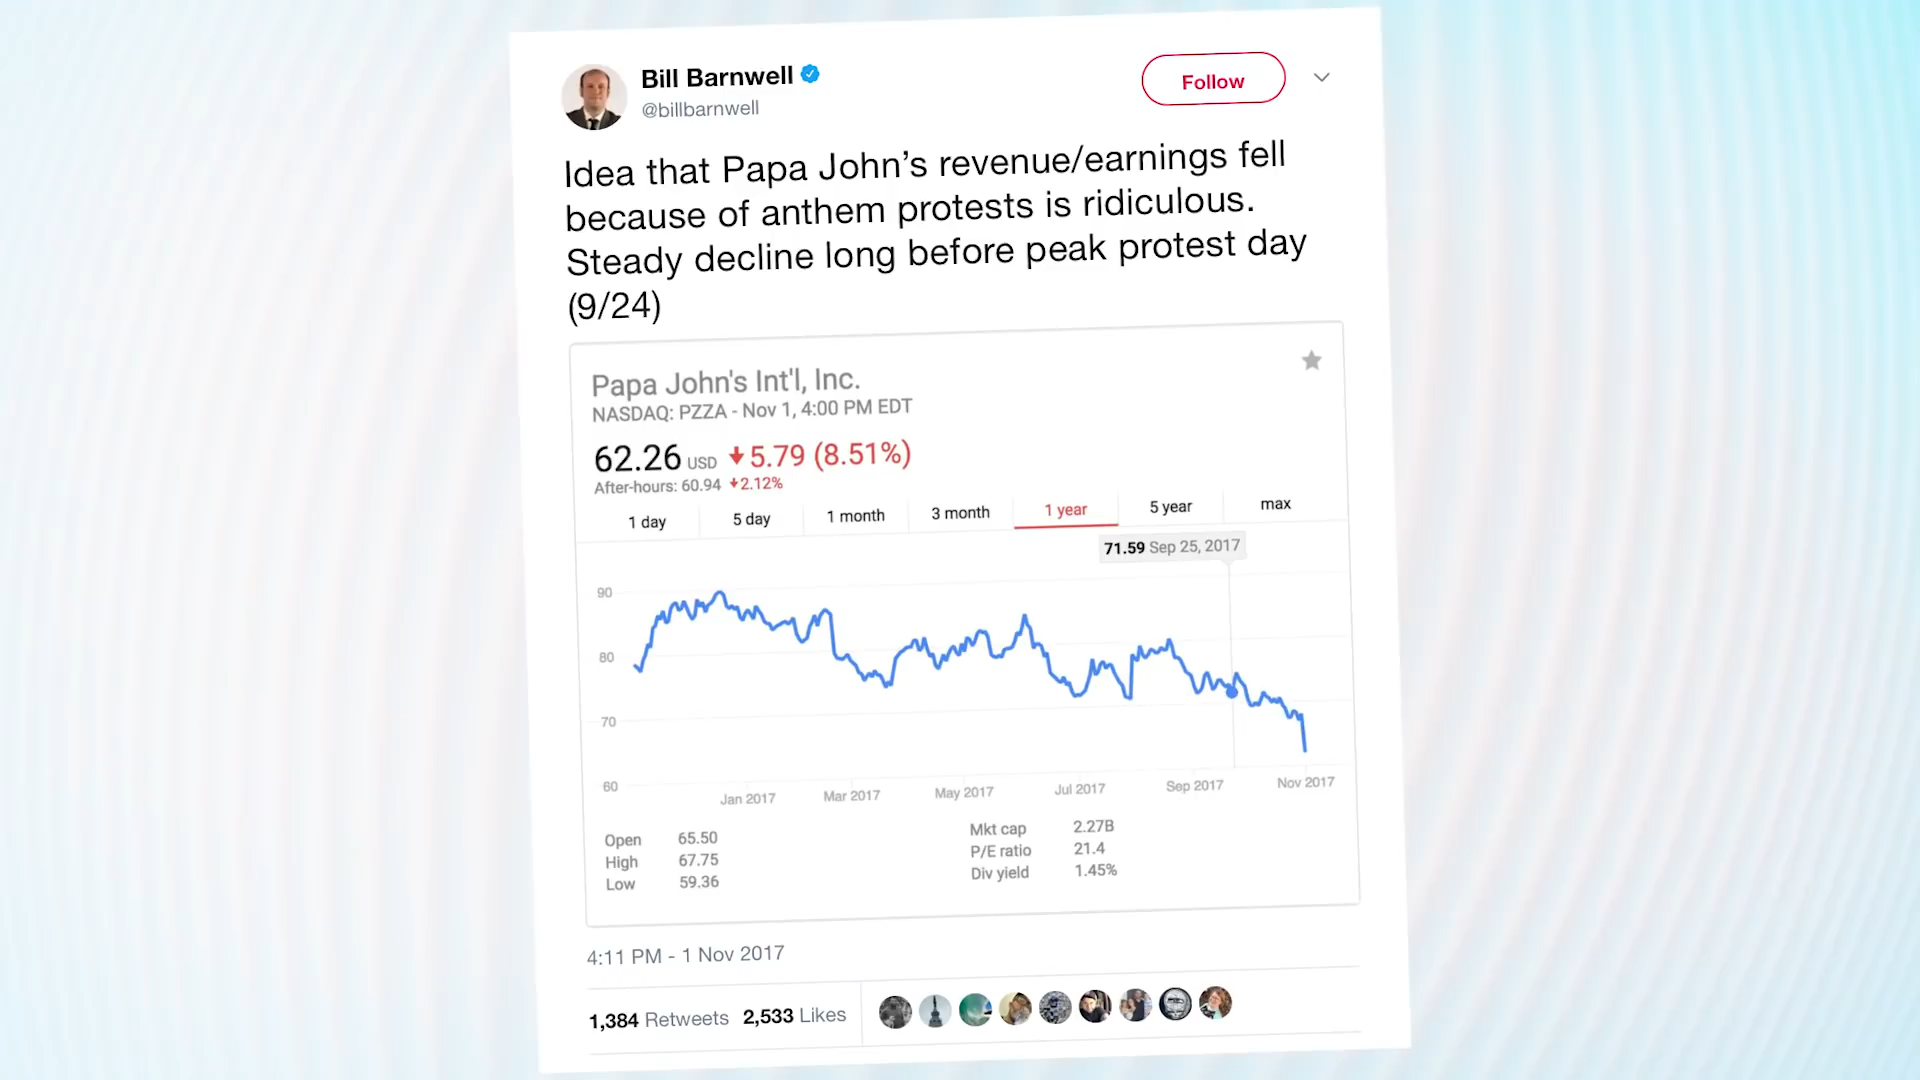 Bill Barnwell
@billbarnwell
Follow
Idea that Papa John’s revenue/earnings fell
because of anthem protests is ridiculous.
Steady decline long before peak protest day
(9/24)
Papa John's Int'l, Inc.
NASDAQ: PZZA - Nov 1, 4:00 PM EDT
62.26 USD 5.79 (8.51%)
After-hours: 60.94 2.12%
1 day 5 day 1 month 3 month 1 year 5 year max
71.59 Sep 25, 2017
90
80
70
60
Jan 2017 Mar 2017 May 2017 Jul 2017 Sep 2017 Nov 2017
Open 65.50
High 67.75
Low 59.36
Mkt cap 2.27B
P/E ratio 21.4
Div yield 1.45%
4:11 PM - 1 Nov 2017
1,384 Retweets 2,533 Likes